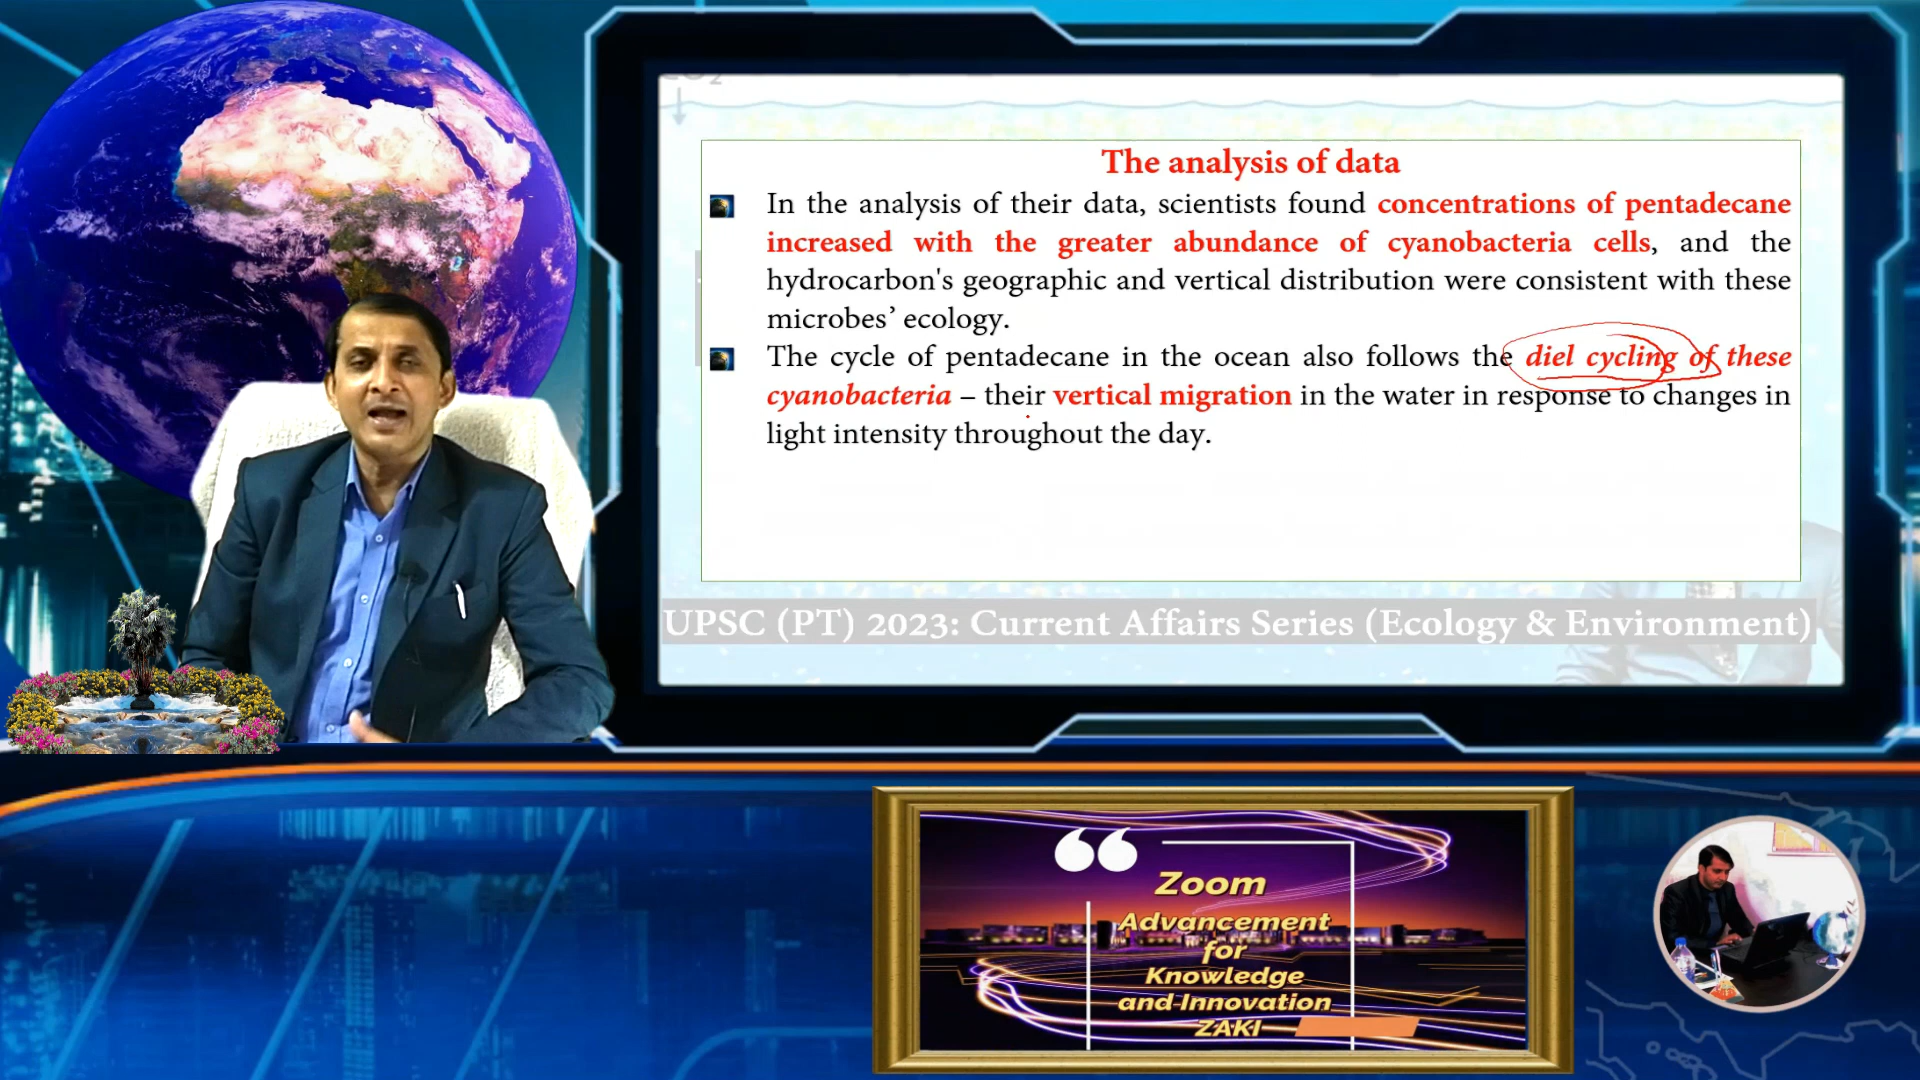 The analysis of data
In the analysis of their data, scientists found concentrations of pentadecane
increased with the greater abundance of cyanobacteria cells, and the
hydrocarbon's geographic and vertical distribution were consistent with these
microbes’ ecology.
The cycle of pentadecane in the ocean also follows the diel cycling of these
cyanobacteria – their vertical migration in the water in response to changes in
light intensity throughout the day.
UPSC (PT) 2023: Current Affairs Series (Ecology & Environment)
“
Zoom
Advancement
for
Knowledge
and Innovation
ZAKI